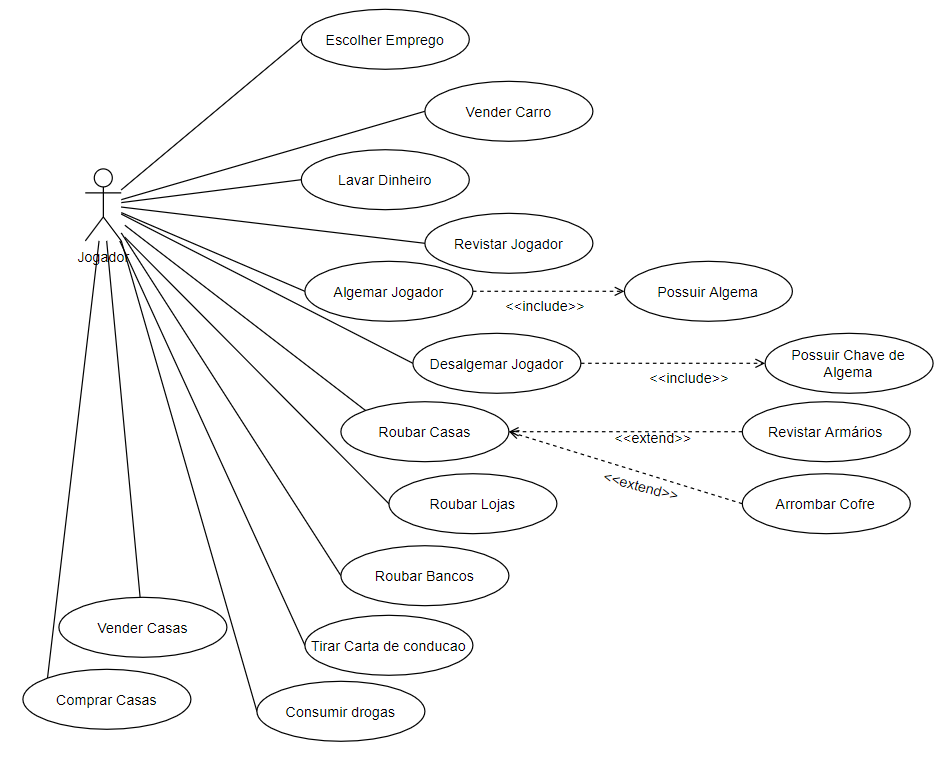 Escolher Emprego
Vender Carro
Lavar Dinheiro
Revistar Jogador
Jogador
Algemar Jogador
<<include>>
Possuir Algema
Desalgemar Jogador
<<include>>
Possuir Chave de
Algema
Roubar Casas
<<extend>>
Revistar Armários
<<extend>>
Arrombar Cofre
Roubar Lojas
Roubar Bancos
Vender Casas
Tirar Carta de conducao
Comprar Casas
Consumir drogas